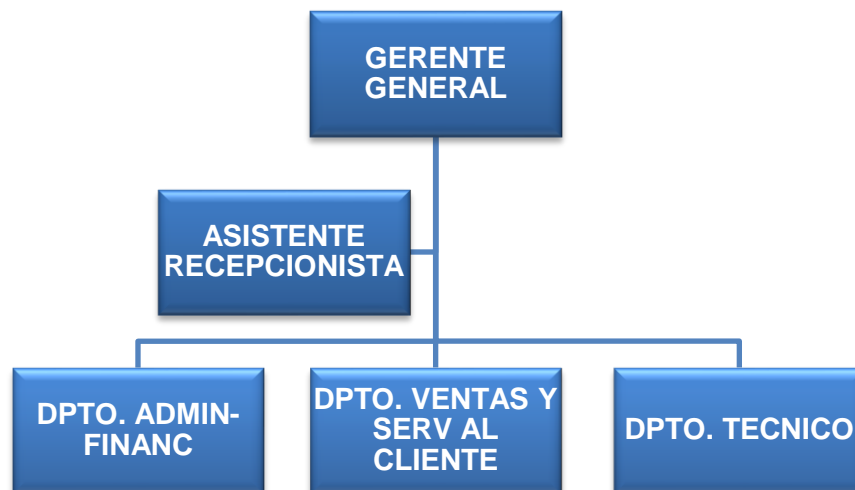 GERENTE
GENERAL
ASISTENTE
RECEPCIONISTA
DPTO. ADMIN-
FINANC
DPTO. VENTAS Y
SERV AL
CLIENTE
DPTO. TECNICO